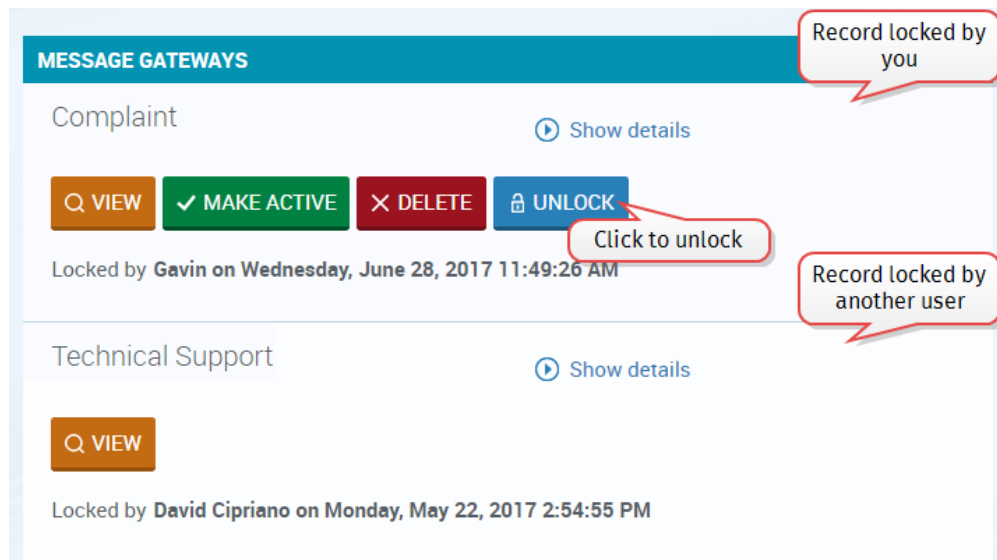 Record locked by
you
MESSAGE GATEWAYS
Complaint
Show details
VIEW
MAKE ACTIVE
DELETE
UNLOCK
Click to unlock
Locked by Gavin on Wednesday, June 28, 2017 11:49:26 AM
Record locked by
another user
Technical Support
Show details
VIEW
Locked by David Cipriano on Monday, May 22, 2017 2:54:55 PM